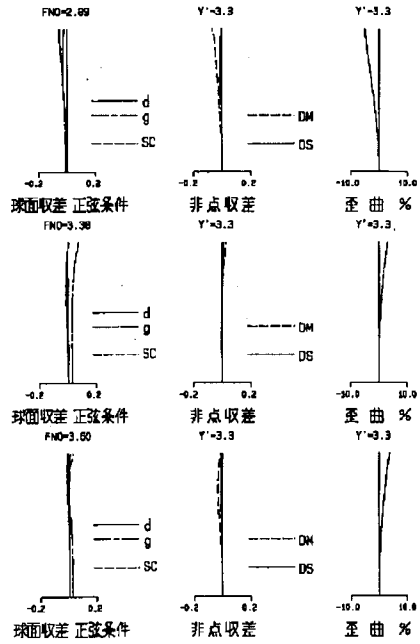 FNO=2.89 Y'=3.3 Y'=3.3
d
g
SC
DM
DS
-0.2 0.2 -0.2 0.2 -10.0 10.0
球面収差 正弦条件 非点収差 歪 曲 %
FNO=3.38 Y'=3.3 Y'=3.3
d
g
SC
DM
DS
-0.2 0.2 -0.2 0.2 -10.0 10.0
球面収差 正弦条件 非点収差 歪 曲 %
FNO=3.60 Y'=3.3 Y'=3.3
d
g
SC
DM
DS
-0.2 0.2 -0.2 0.2 -10.0 10.0
球面収差 正弦条件 非点収差 歪 曲 %